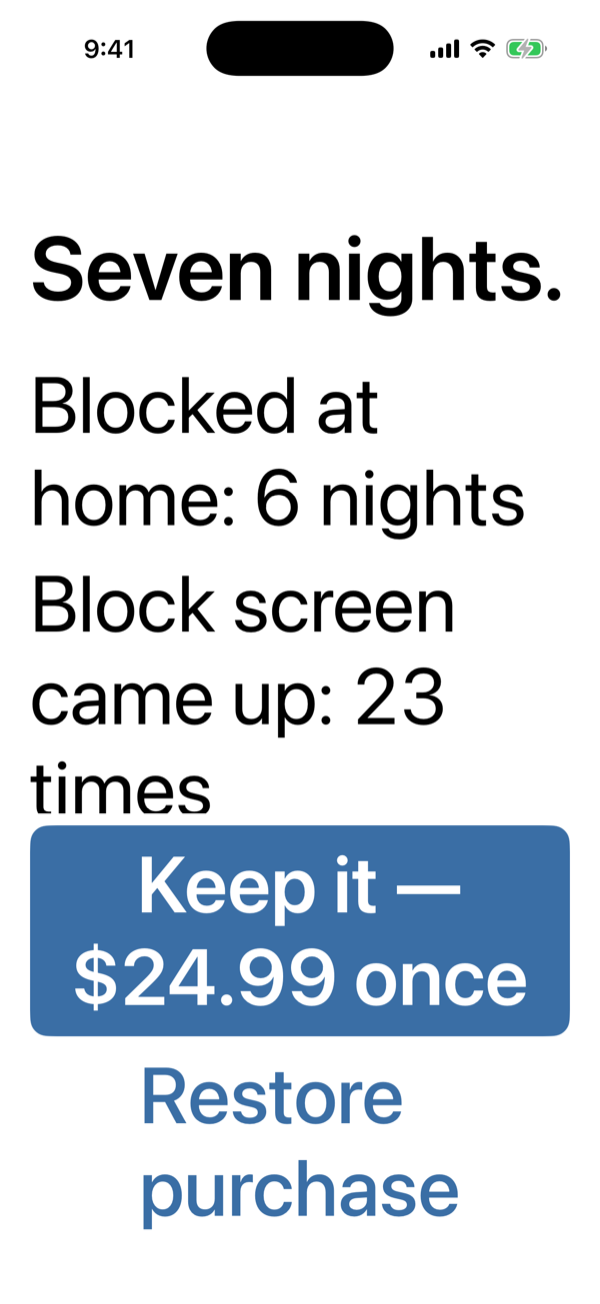 9:41
Seven nights.
Blocked at
home: 6 nights
Block screen
came up: 23
times
Keep it —
$24.99 once
Restore
purchase